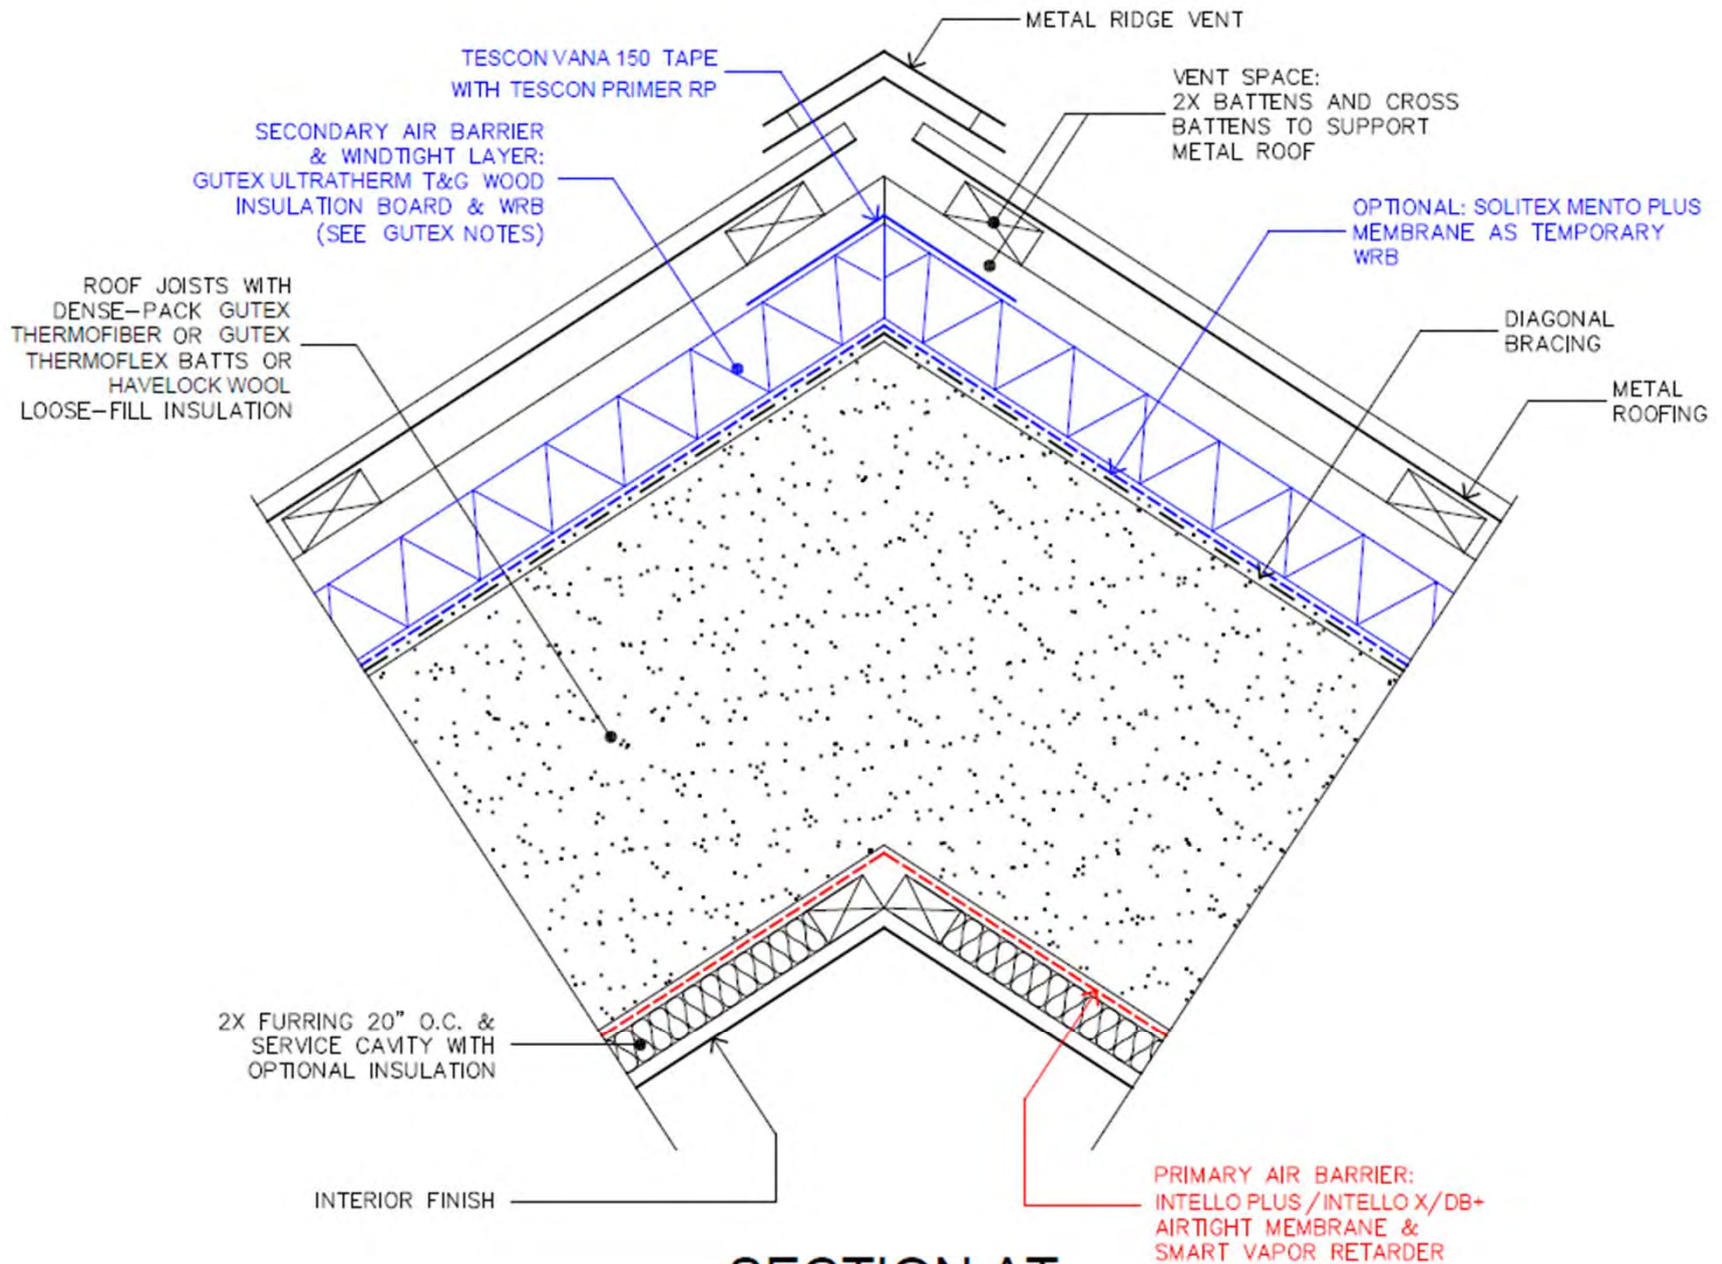 METAL RIDGE VENT
TESCON VANA 150 TAPE
WITH TESCON PRIMER RP
VENT SPACE:
2X BATTENS AND CROSS
BATTENS TO SUPPORT
METAL ROOF
SECONDARY AIR BARRIER
& WINDTIGHT LAYER:
GUTEX ULTRATHERM T&G WOOD
INSULATION BOARD & WRB
(SEE GUTEX NOTES)
OPTIONAL: SOLITEX MENTO PLUS
MEMBRANE AS TEMPORARY
WRB
ROOF JOISTS WITH
DENSE-PACK GUTEX
THERMOFIBER OR GUTEX
THERMOFLEX BATTS OR
HAVELOCK WOOL
LOOSE-FILL INSULATION
DIAGONAL
BRACING
METAL
ROOFING
2X FURRING 20" O.C. &
SERVICE CAVITY WITH
OPTIONAL INSULATION
INTERIOR FINISH
PRIMARY AIR BARRIER:
INTELLO PLUS / INTELLO X/DB+
AIRTIGHT MEMBRANE &
SMART VAPOR RETARDER
SECTION AT